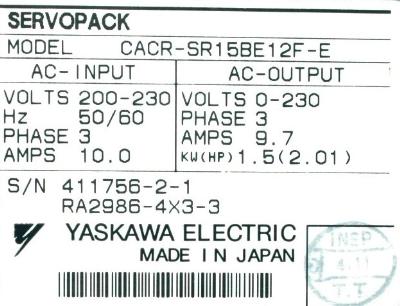 SERVOPACK
MODEL CACR-SR15BE12F-E
AC-INPUT AC-OUTPUT
VOLTS 200-230 VOLTS 0-230
Hz 50/60 PHASE 3
PHASE 3 AMPS 9.7
AMPS 10.0 KW(HP) 1.5(2.01)
S/N 411756-2-1
RA2986-4X3-3
YASKAWA ELECTRIC
MADE IN JAPAN
INSP
T.T